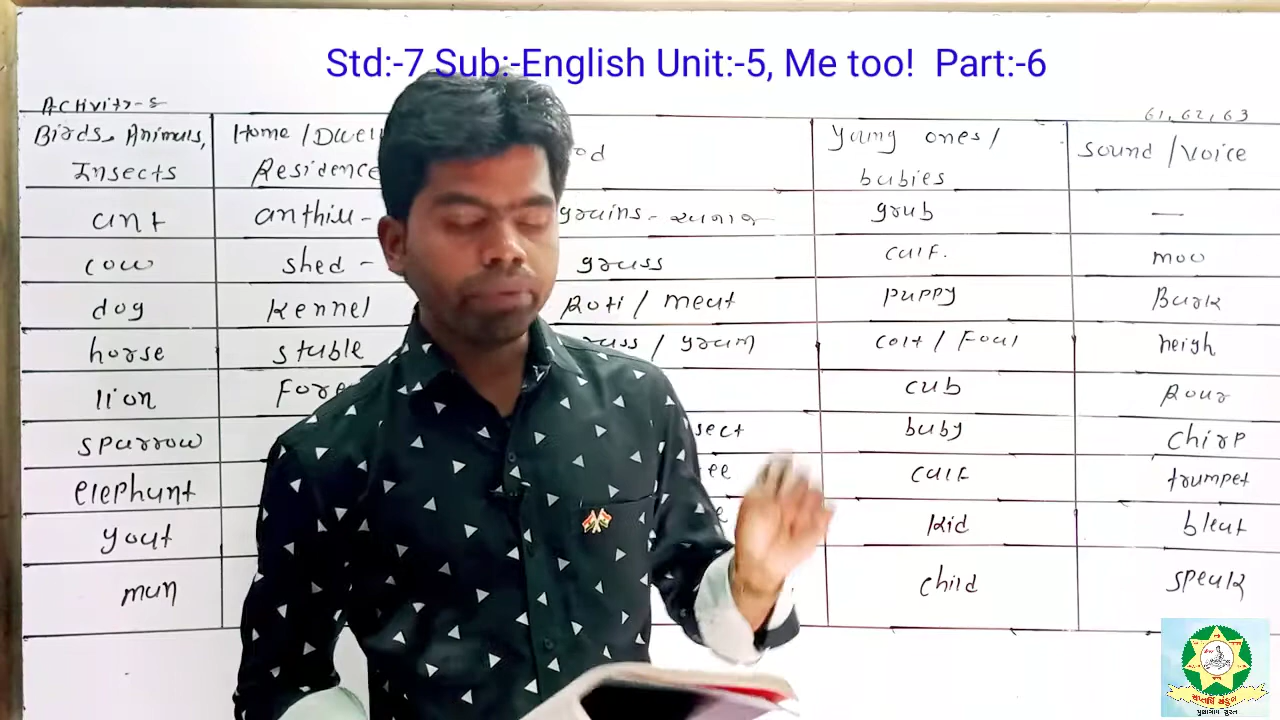 Std:-7 Sub:-English Unit:-5, Me too! Part:-6
Activity-5
61, 62, 63
Birds, Animals, Insects
Home / Residence
Young ones / babies
Sound / Voice
ant anthill - grains - અનાજ grub —
cow shed - grass calf. moo
dog kennel Roti / meat puppy Bark
horse stable / gram colt / Foal neigh
lion cub Roar
sparrow baby chirp
elephant calf trumpet
goat kid bleat
man child speak